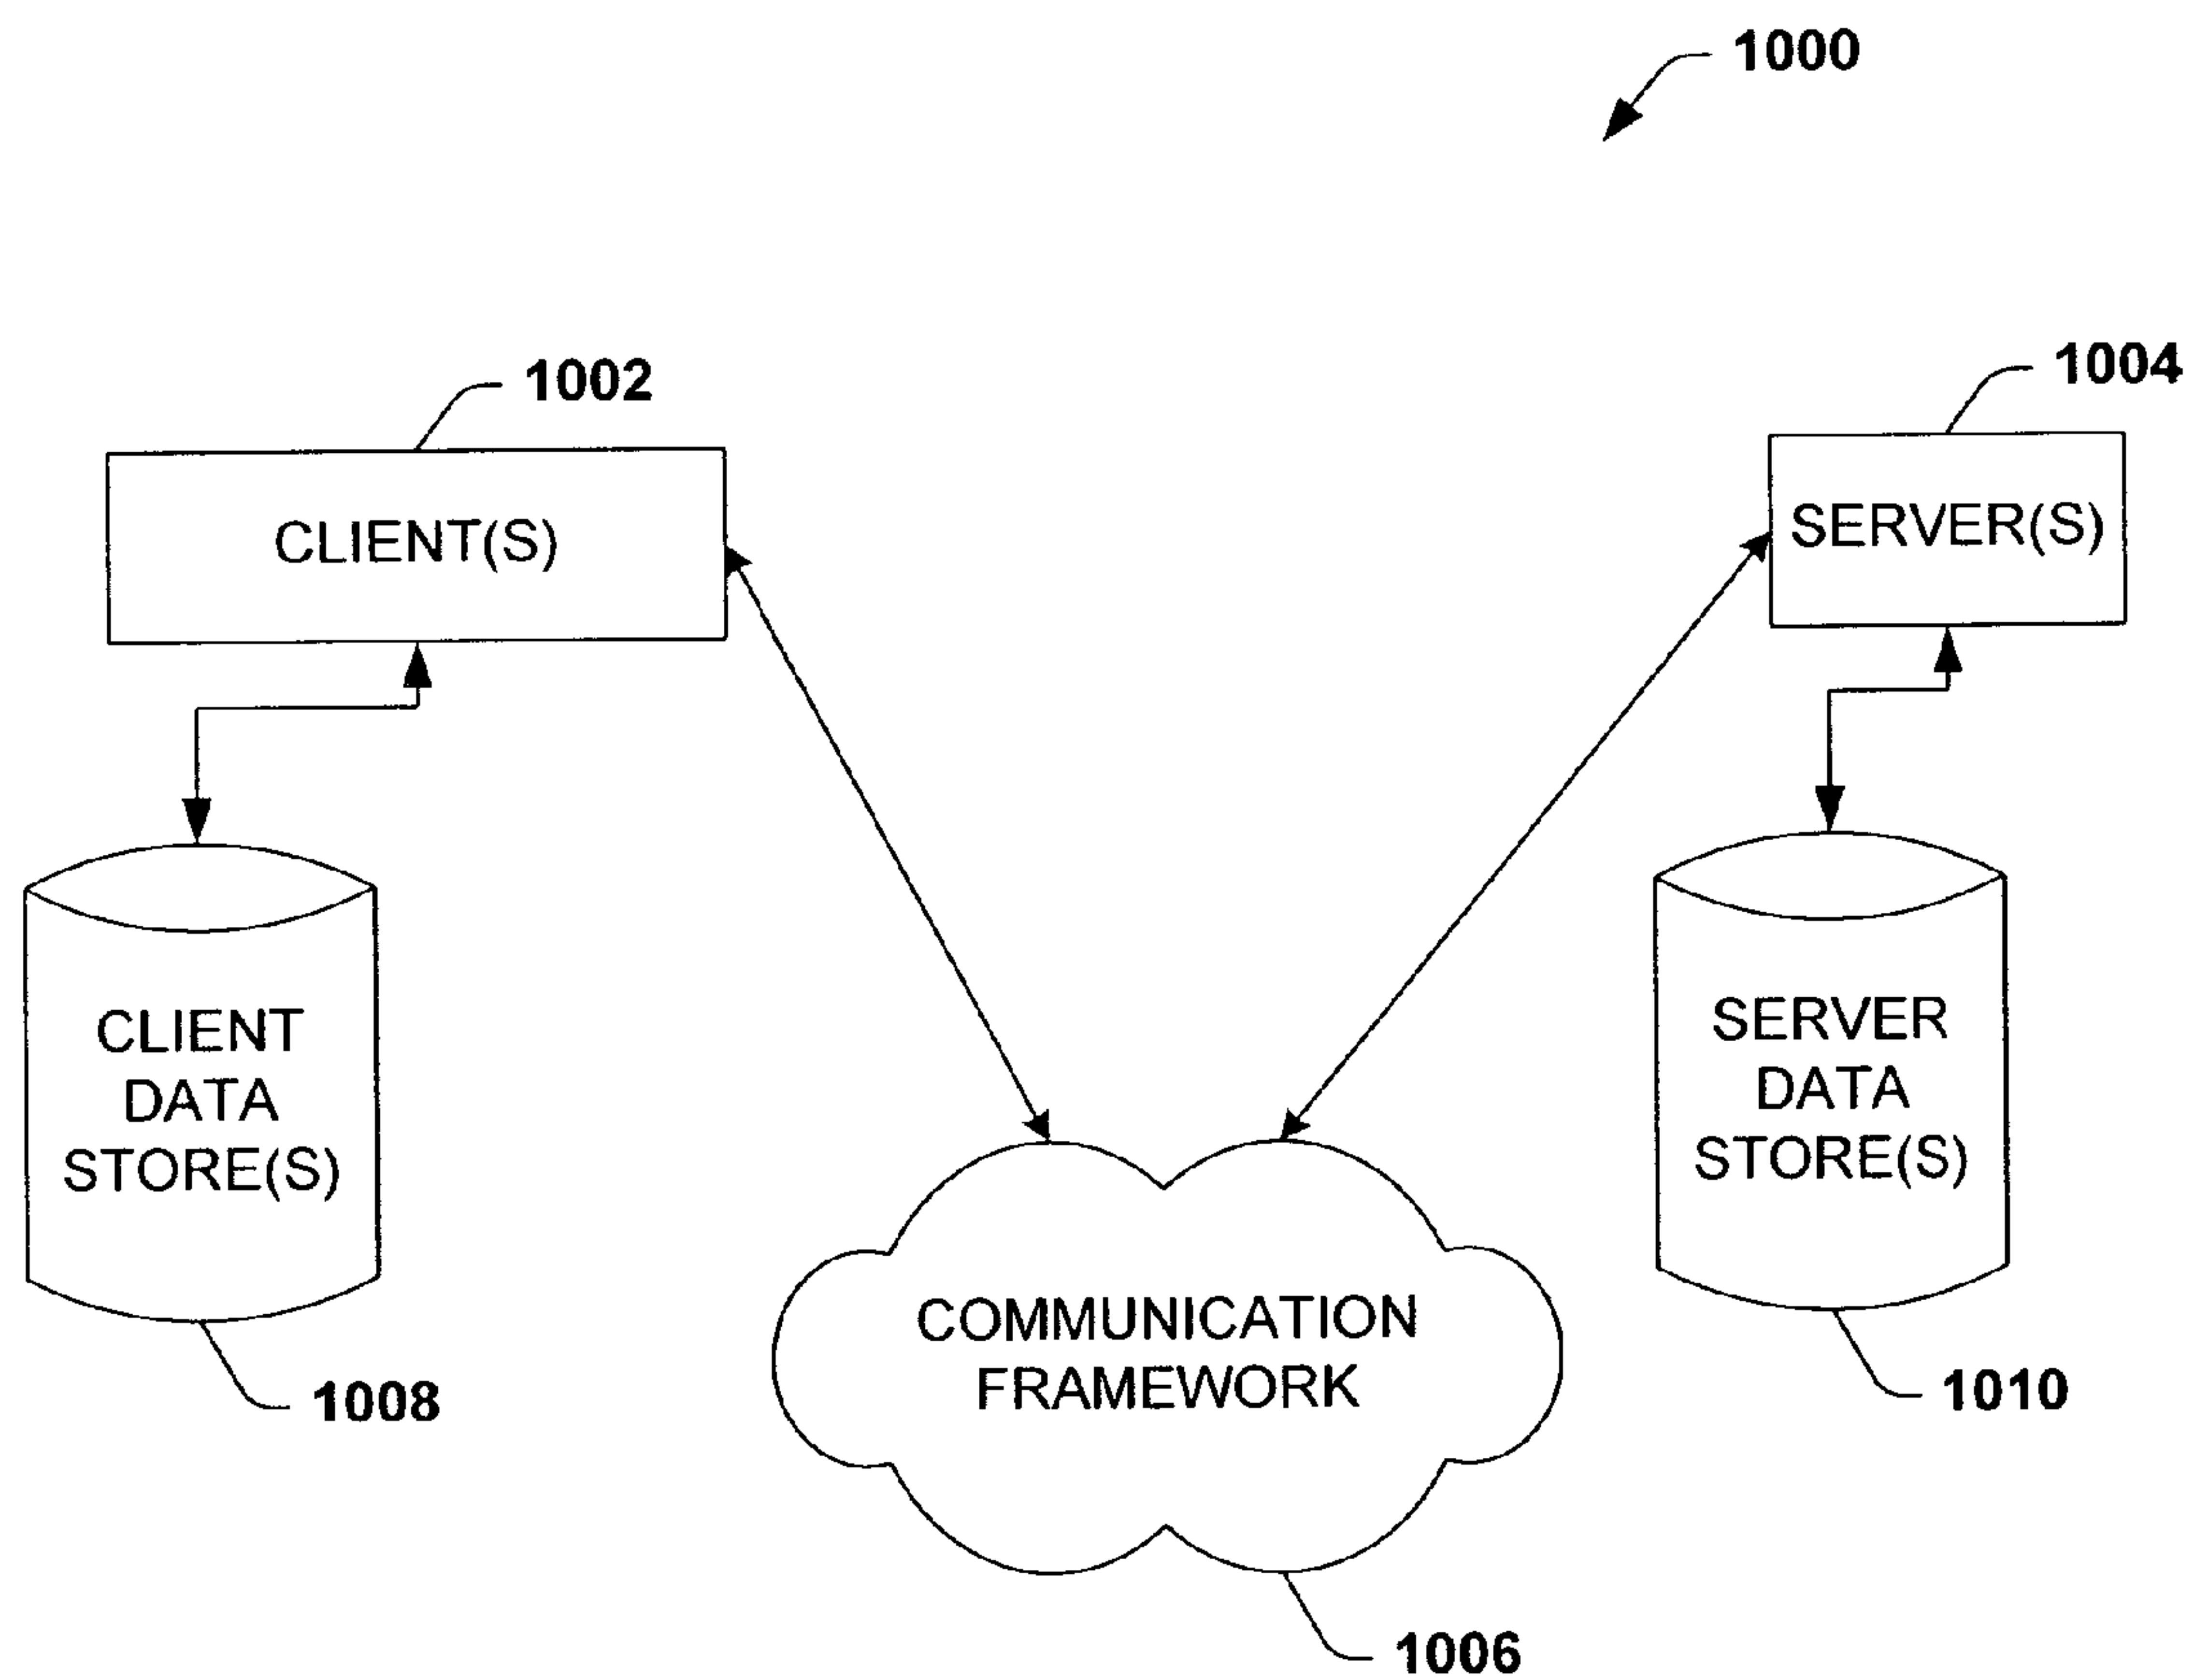 1000
1002
1004
CLIENT(S)
SERVER(S)
CLIENT
DATA
STORE(S)
SERVER
DATA
STORE(S)
COMMUNICATION
FRAMEWORK
1008
1010
1006